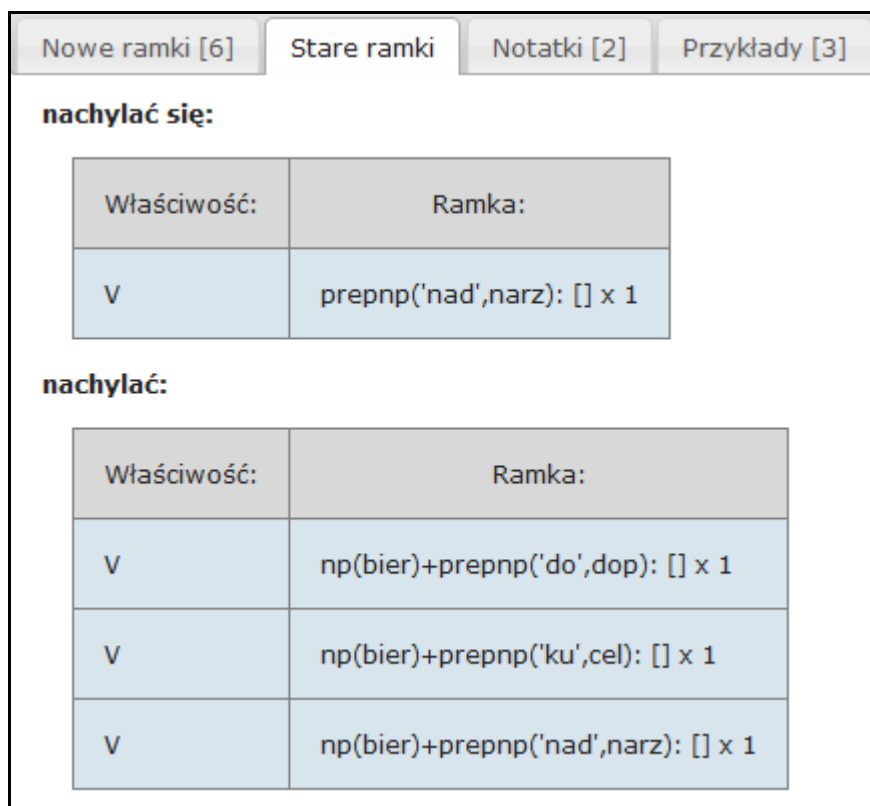 Nowe ramki [6] Stare ramki Notatki [2] Przykłady [3]
nachylać się:
Właściwość: Ramka:
V prepnp('nad',narz): [] x 1
nachylać:
Właściwość: Ramka:
V np(bier)+prepnp('do',dop): [] x 1
V np(bier)+prepnp('ku',cel): [] x 1
V np(bier)+prepnp('nad',narz): [] x 1